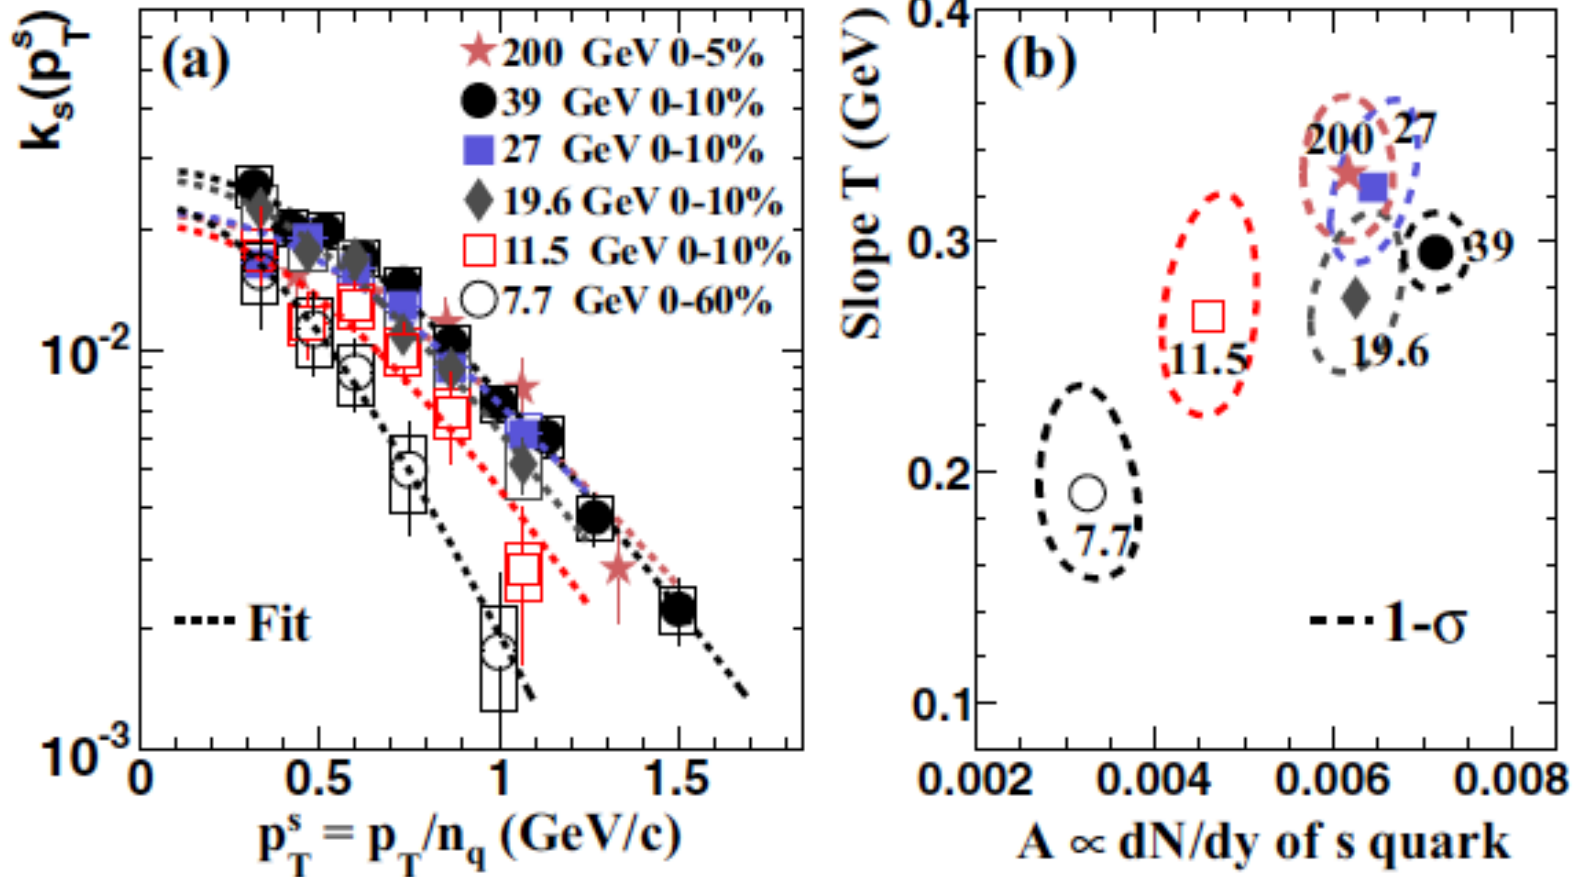 (a)
k_s(p_T^s)
200 GeV 0-5%
39 GeV 0-10%
27 GeV 0-10%
19.6 GeV 0-10%
11.5 GeV 0-10%
7.7 GeV 0-60%
10^-2
10^-3
Fit
0 0.5 1 1.5
p_T^s = p_T/n_q (GeV/c)
(b)
Slope T (GeV)
0.4
0.3
0.2
0.1
200
27
39
19.6
11.5
7.7
1-σ
0.002 0.004 0.006 0.008
A ∝ dN/dy of s quark